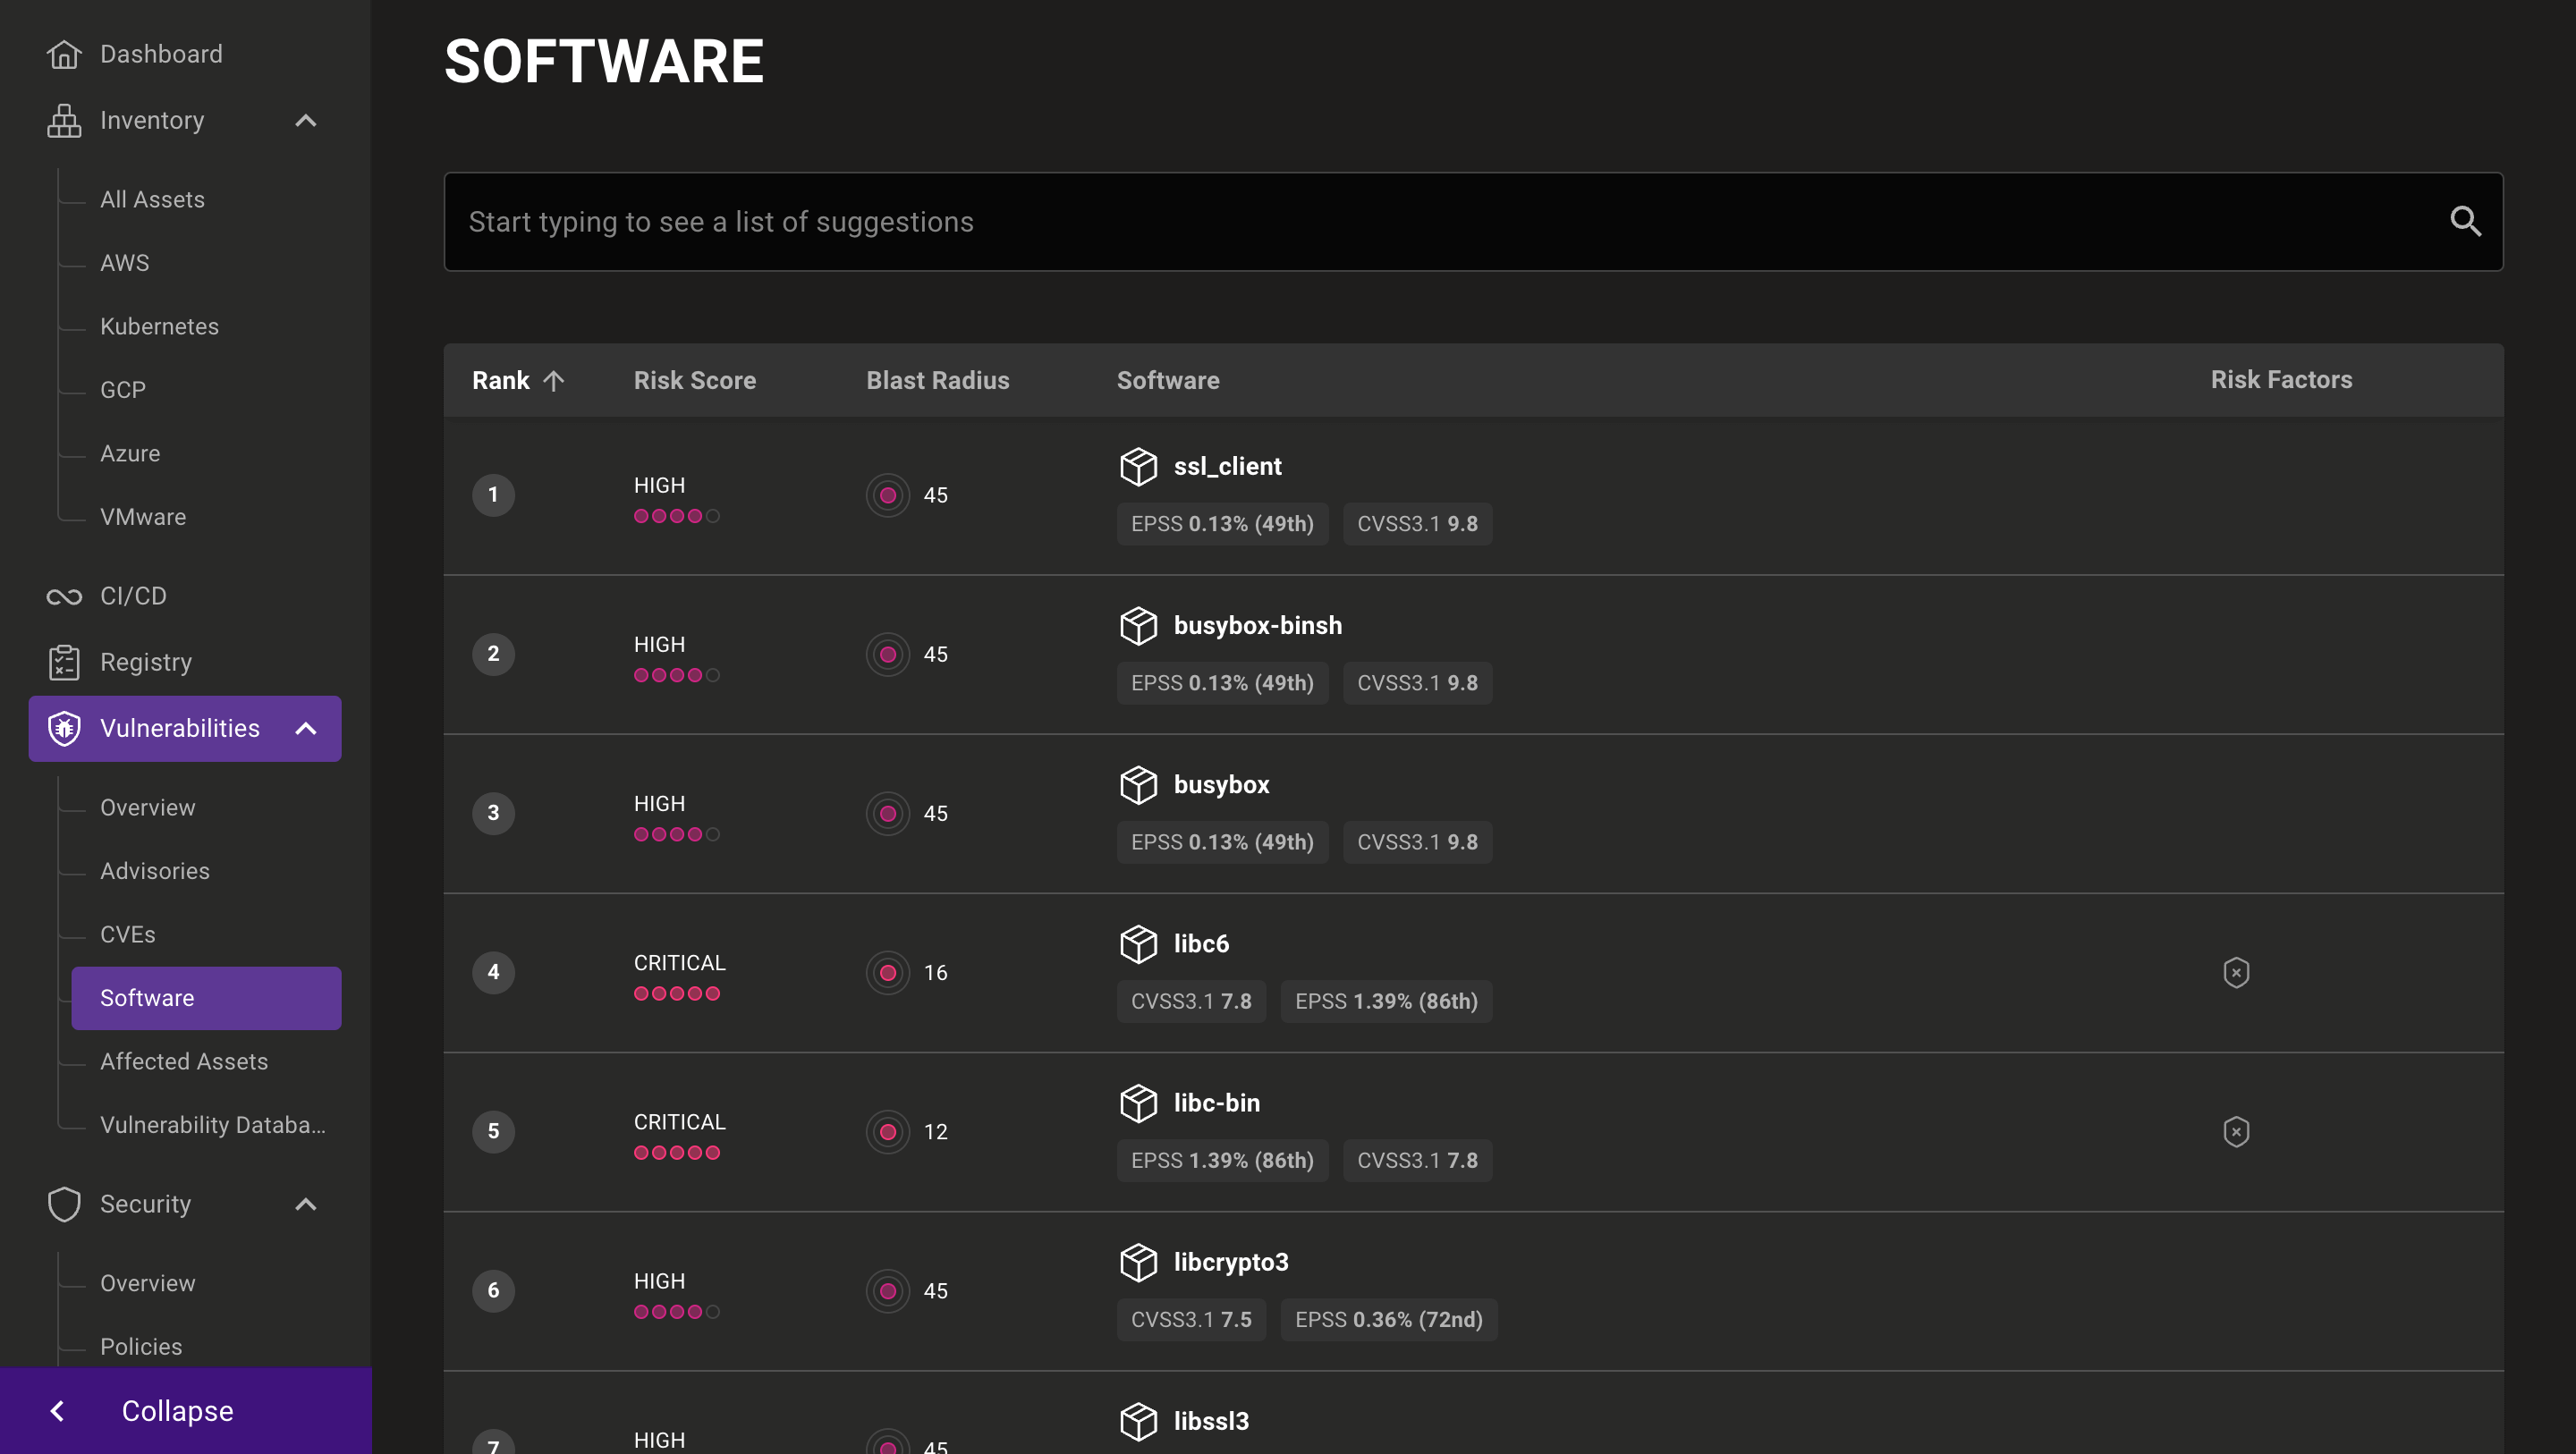 Dashboard
Inventory
All Assets
AWS
Kubernetes
GCP
Azure
VMware
CI/CD
Registry
Vulnerabilities
Overview
Advisories
CVEs
Software
Affected Assets
Vulnerability Databa...
Security
Overview
Policies
Collapse
SOFTWARE
Start typing to see a list of suggestions
Rank Risk Score Blast Radius Software Risk Factors
1 HIGH 45 ssl_client
EPSS 0.13% (49th) CVSS3.1 9.8
2 HIGH 45 busybox-binsh
EPSS 0.13% (49th) CVSS3.1 9.8
3 HIGH 45 busybox
EPSS 0.13% (49th) CVSS3.1 9.8
4 CRITICAL 16 libc6
CVSS3.1 7.8 EPSS 1.39% (86th)
5 CRITICAL 12 libc-bin
EPSS 1.39% (86th) CVSS3.1 7.8
6 HIGH 45 libcrypto3
CVSS3.1 7.5 EPSS 0.36% (72nd)
7 HIGH 45 libssl3